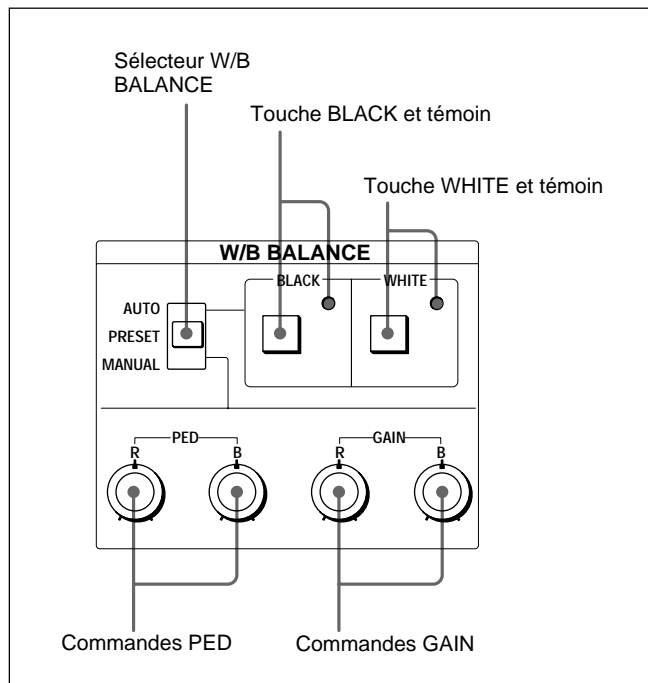 Sélecteur W/B
BALANCE
Touche BLACK et témoin
Touche WHITE et témoin
W/B BALANCE
BLACK
WHITE
AUTO
PRESET
MANUAL
PED
GAIN
R
B
R
B
Commandes PED
Commandes GAIN